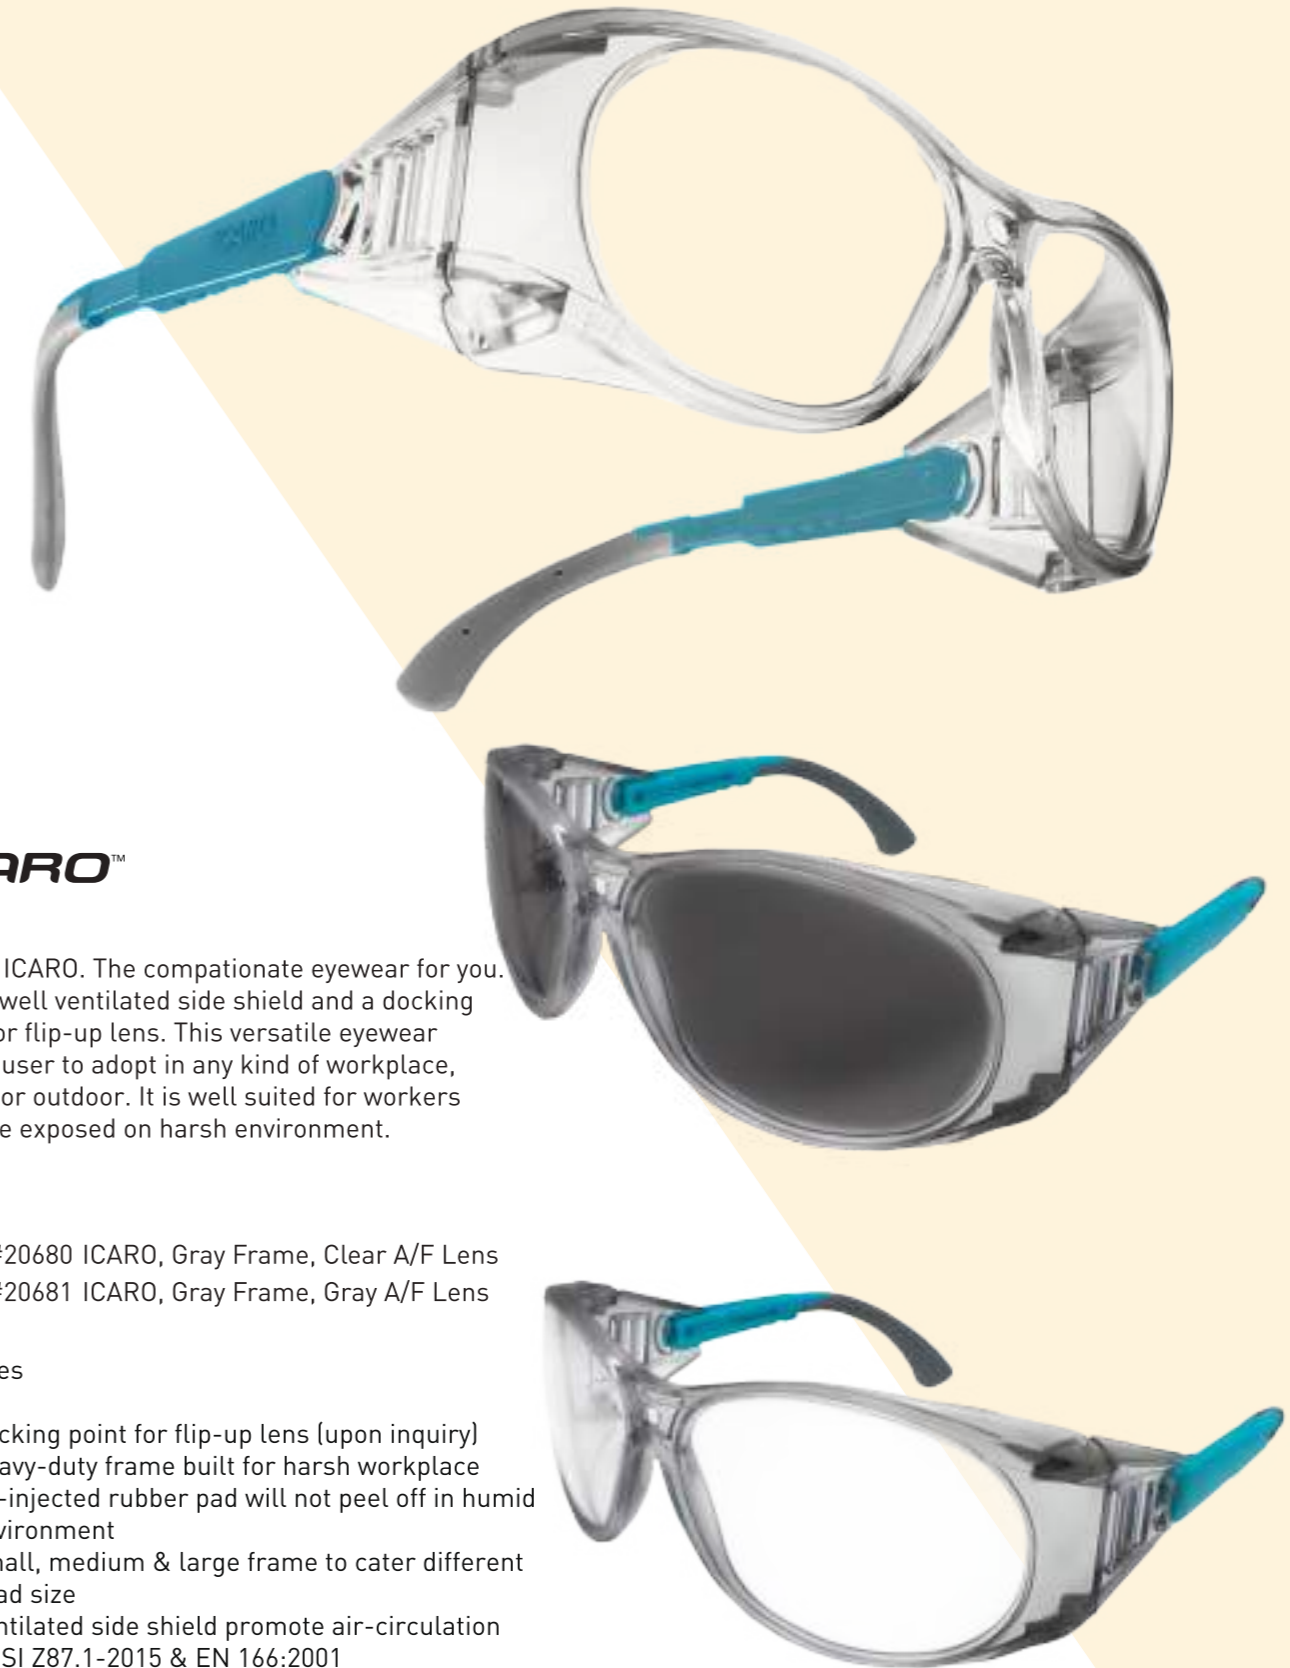 ARO™
ICARO. The compationate eyewear for you.
well ventilated side shield and a docking
or flip-up lens. This versatile eyewear
user to adopt in any kind of workplace,
or outdoor. It is well suited for workers
e exposed on harsh environment.
#20680 ICARO, Gray Frame, Clear A/F Lens
#20681 ICARO, Gray Frame, Gray A/F Lens
es
cking point for flip-up lens (upon inquiry)
avy-duty frame built for harsh workplace
-injected rubber pad will not peel off in humid
vironment
nall, medium & large frame to cater different
ad size
ntilated side shield promote air-circulation
SI Z87.1-2015 & EN 166:2001